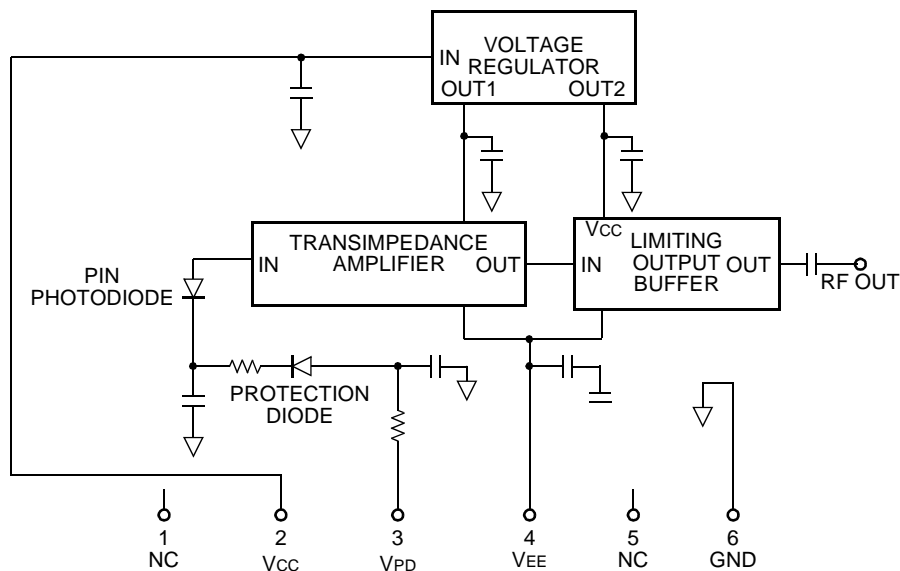 VOLTAGE
REGULATOR
IN
OUT1
OUT2
TRANSIMPEDANCE
AMPLIFIER
IN
OUT
VCC
LIMITING
OUTPUT
BUFFER
IN
OUT
RF OUT
PIN
PHOTODIODE
PROTECTION
DIODE
1
NC
2
VCC
3
VPD
4
VEE
5
NC
6
GND